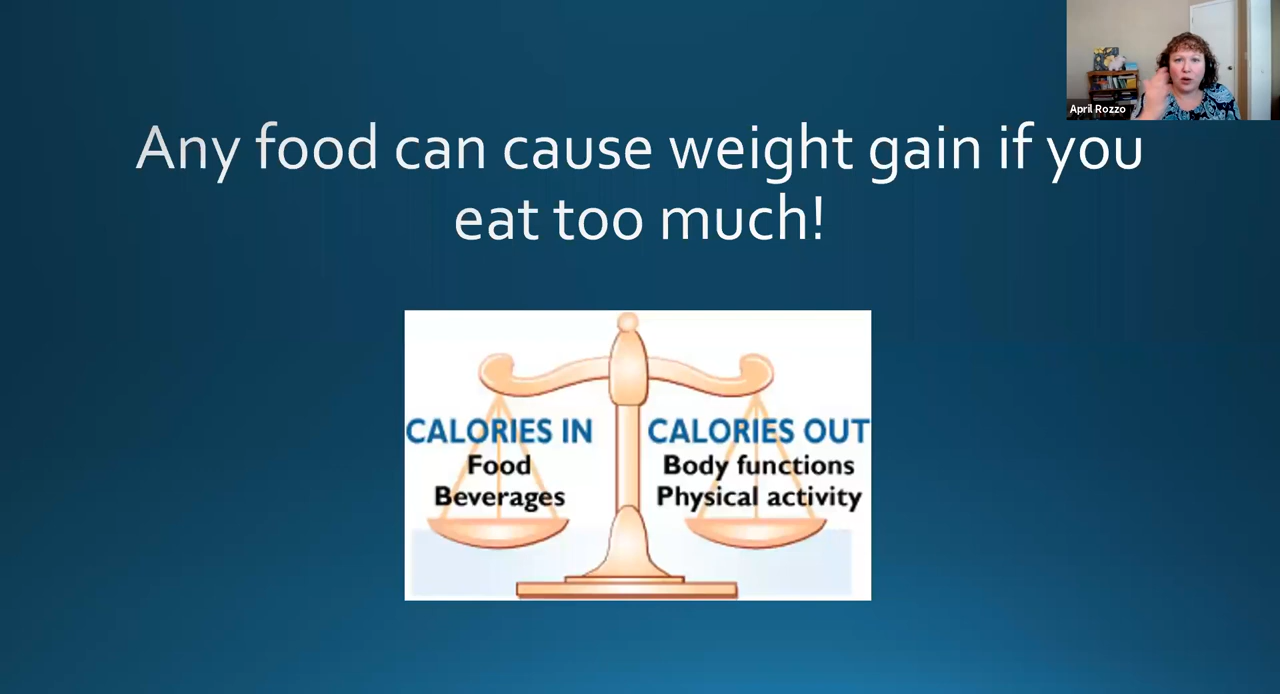 April Rozzo
Any food can cause weight gain if you
eat too much!
CALORIES IN
Food
Beverages
CALORIES OUT
Body functions
Physical activity